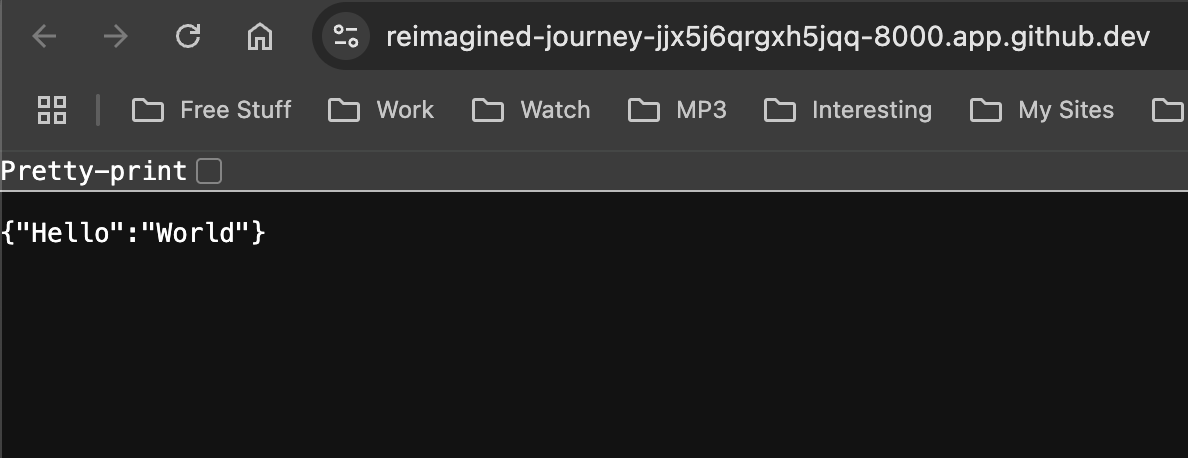 reimagined-journey-jjx5j6qrgxh5jqq-8000.app.github.dev
Free Stuff Work Watch MP3 Interesting My Sites
Pretty-print
{"Hello":"World"}